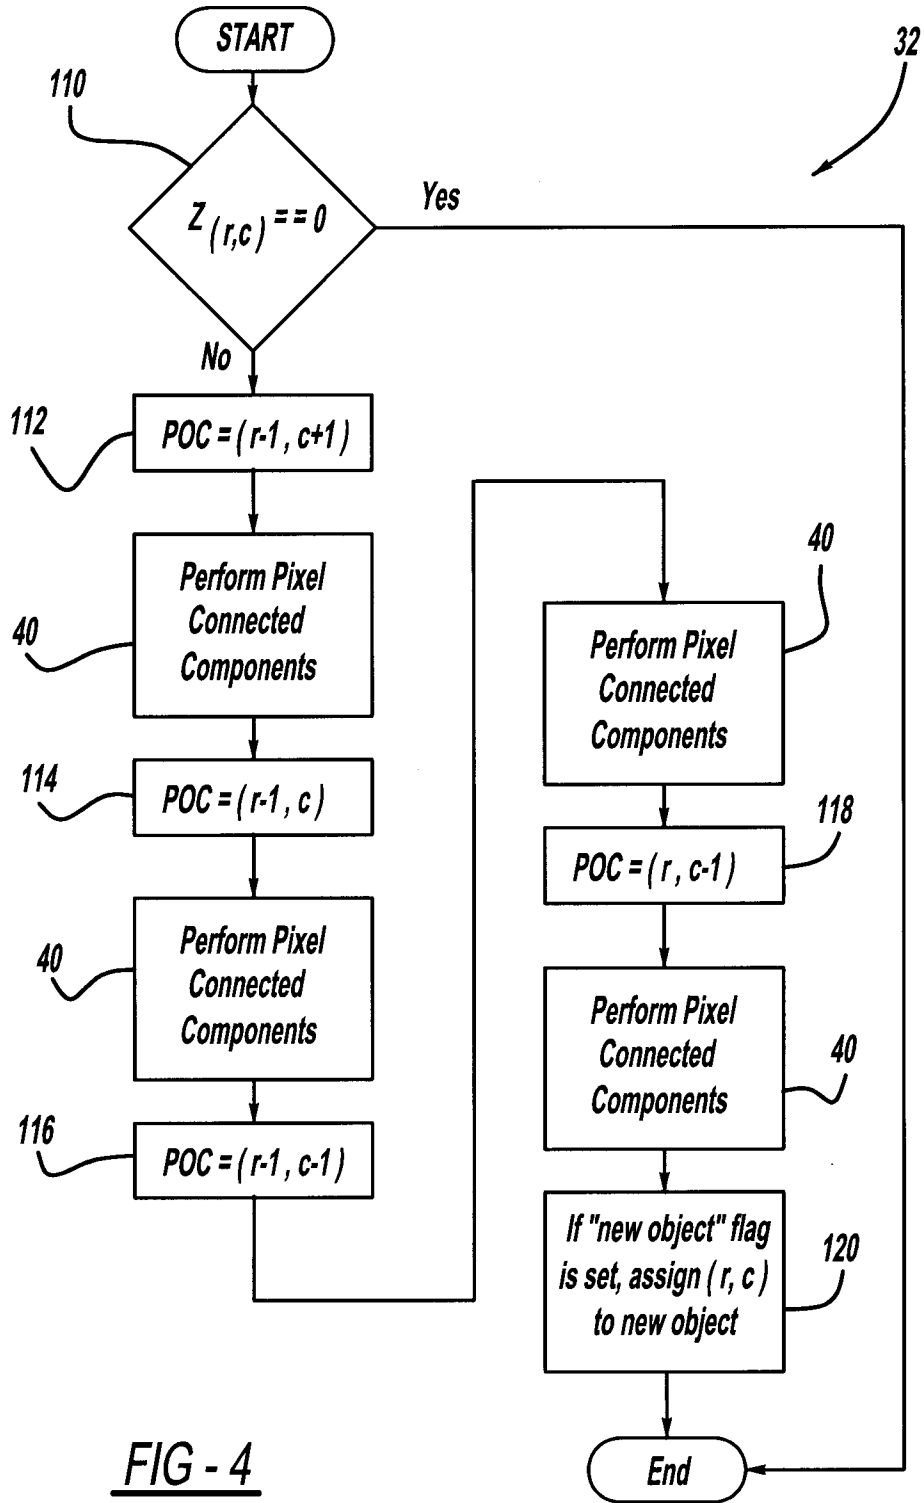 START
32
110
Z(r,c) == 0
Yes
No
112
POC = (r-1, c+1)
40
Perform Pixel
Connected
Components
114
POC = (r-1, c)
40
Perform Pixel
Connected
Components
116
POC = (r-1, c-1)
40
Perform Pixel
Connected
Components
118
POC = (r, c-1)
Perform Pixel
Connected
Components
40
If "new object" flag
is set, assign (r, c)
to new object
120
End
FIG - 4